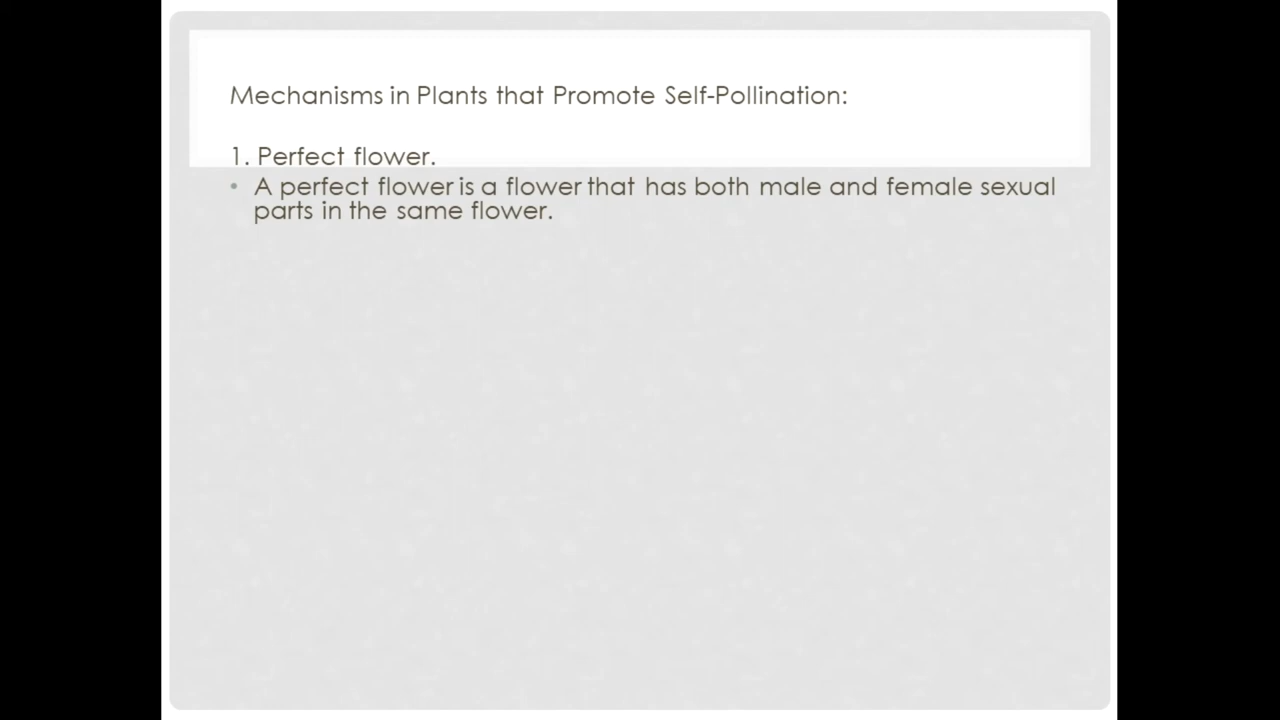 Mechanisms in Plants that Promote Self-Pollination:
1. Perfect flower.
• A perfect flower is a flower that has both male and female sexual
parts in the same flower.